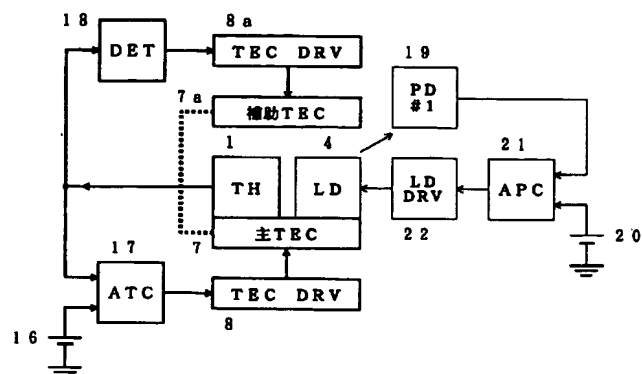 18
8a
DET
TEC DRV
19
7a
PD
#1
補助TEC
1
4
21
TH
LD
LD
DRV
APC
7
主TEC
22
20
17
ATC
TEC DRV
16
8